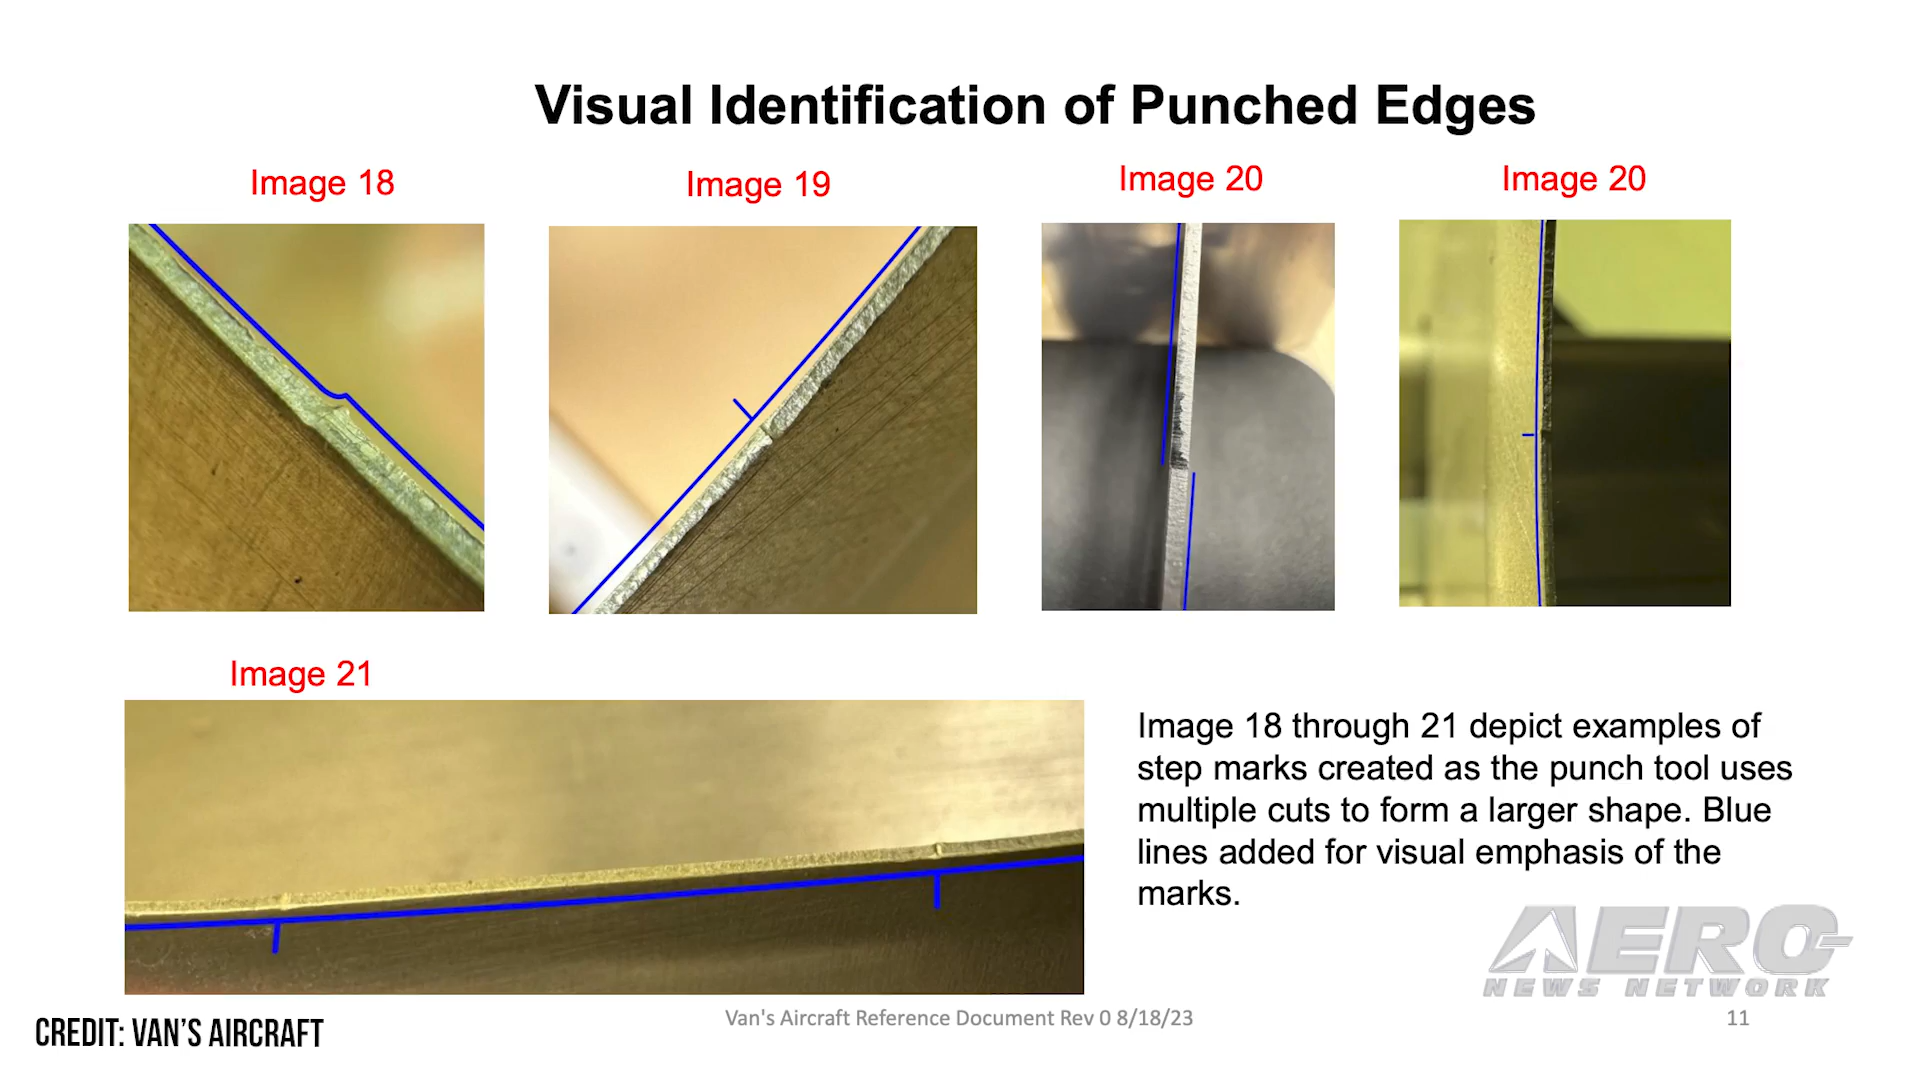 Visual Identification of Punched Edges
Image 18
Image 19
Image 20
Image 20
Image 21
Image 18 through 21 depict examples of
step marks created as the punch tool uses
multiple cuts to form a larger shape. Blue
lines added for visual emphasis of the
marks.
AERO
NEWS NETWORK
CREDIT: VAN'S AIRCRAFT
Van's Aircraft Reference Document Rev 0 8/18/23
11